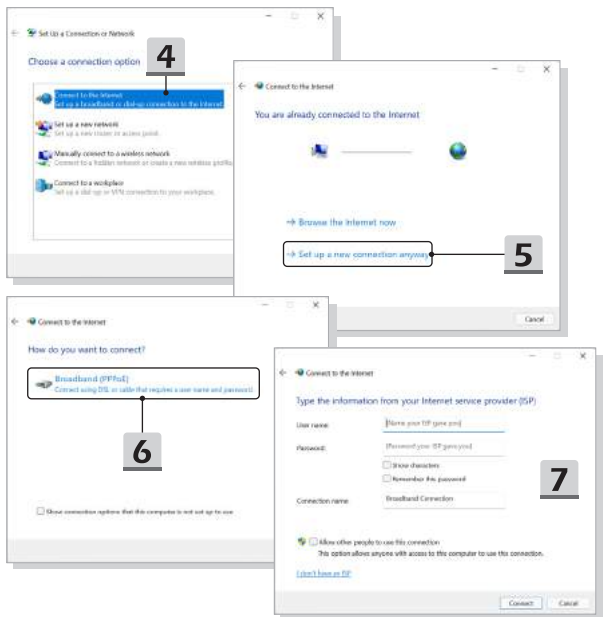 Set Up a Connection or Network
Choose a connection option
4
Connect to the Internet
Set up a broadband or dial-up connection to the Internet.
Set up a new network
Set up a new router or access point.
Manually connect to a wireless network
Connect to a hidden network or create a new wireless profile.
Connect to a workplace
Set up a dial-up or VPN connection to your workplace.
Connect to the Internet
You are already connected to the Internet
Browse the Internet now
Set up a new connection anyway
5
Cancel
Connect to the Internet
How do you want to connect?
Broadband (PPPoE)
Connect using DSL or cable that requires a user name and password.
6
Show connection options that this computer is not set up to use
Connect to the Internet
Type the information from your Internet service provider (ISP)
User name:
[Name your ISP gave you]
Password:
[Password your ISP gave you]
Show characters
Remember this password
7
Connection name:
Broadband Connection
Allow other people to use this connection
This option allows anyone with access to this computer to use this connection.
I don't have an ISP
Connect
Cancel